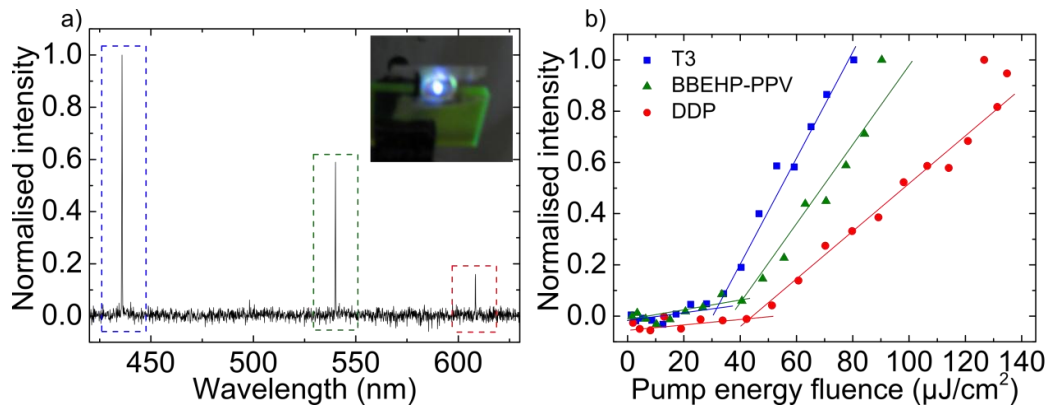 a)
Normalised intensity
1.0
0.8
0.6
0.4
0.2
0.0
450
500
550
600
Wavelength (nm)
b)
Normalised intensity
1.0
0.8
0.6
0.4
0.2
0.0
T3
BBEHP-PPV
DDP
0 20 40 60 80 100 120 140
Pump energy fluence (µJ/cm²)